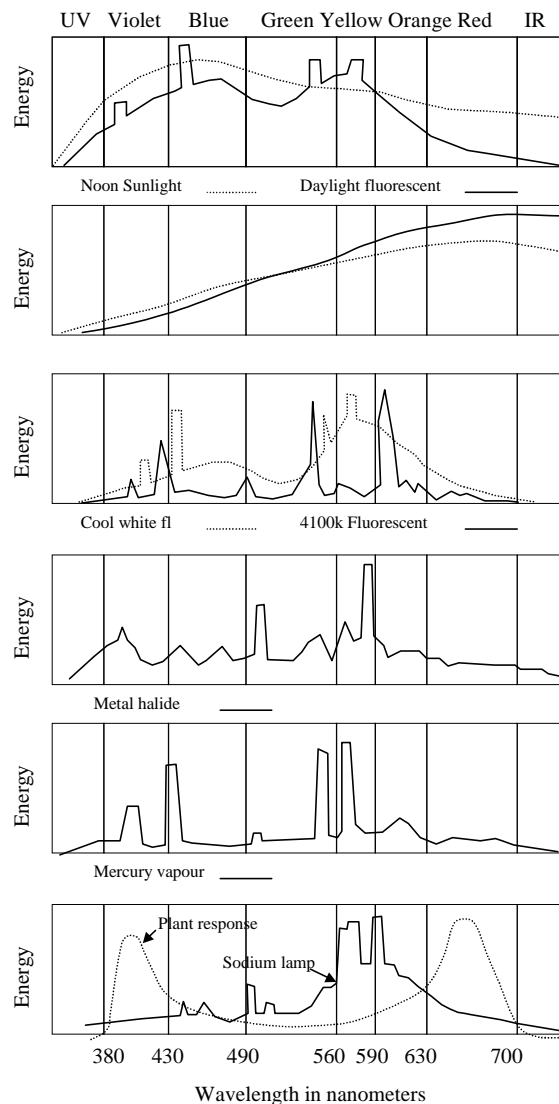 UV Violet Blue Green Yellow Orange Red IR
Energy
Noon Sunlight Daylight fluorescent
Energy
Energy
Cool white fl 4100k Fluorescent
Energy
Metal halide
Energy
Mercury vapour
Energy
Plant response
Sodium lamp
380 430 490 560 590 630 700
Wavelength in nanometers